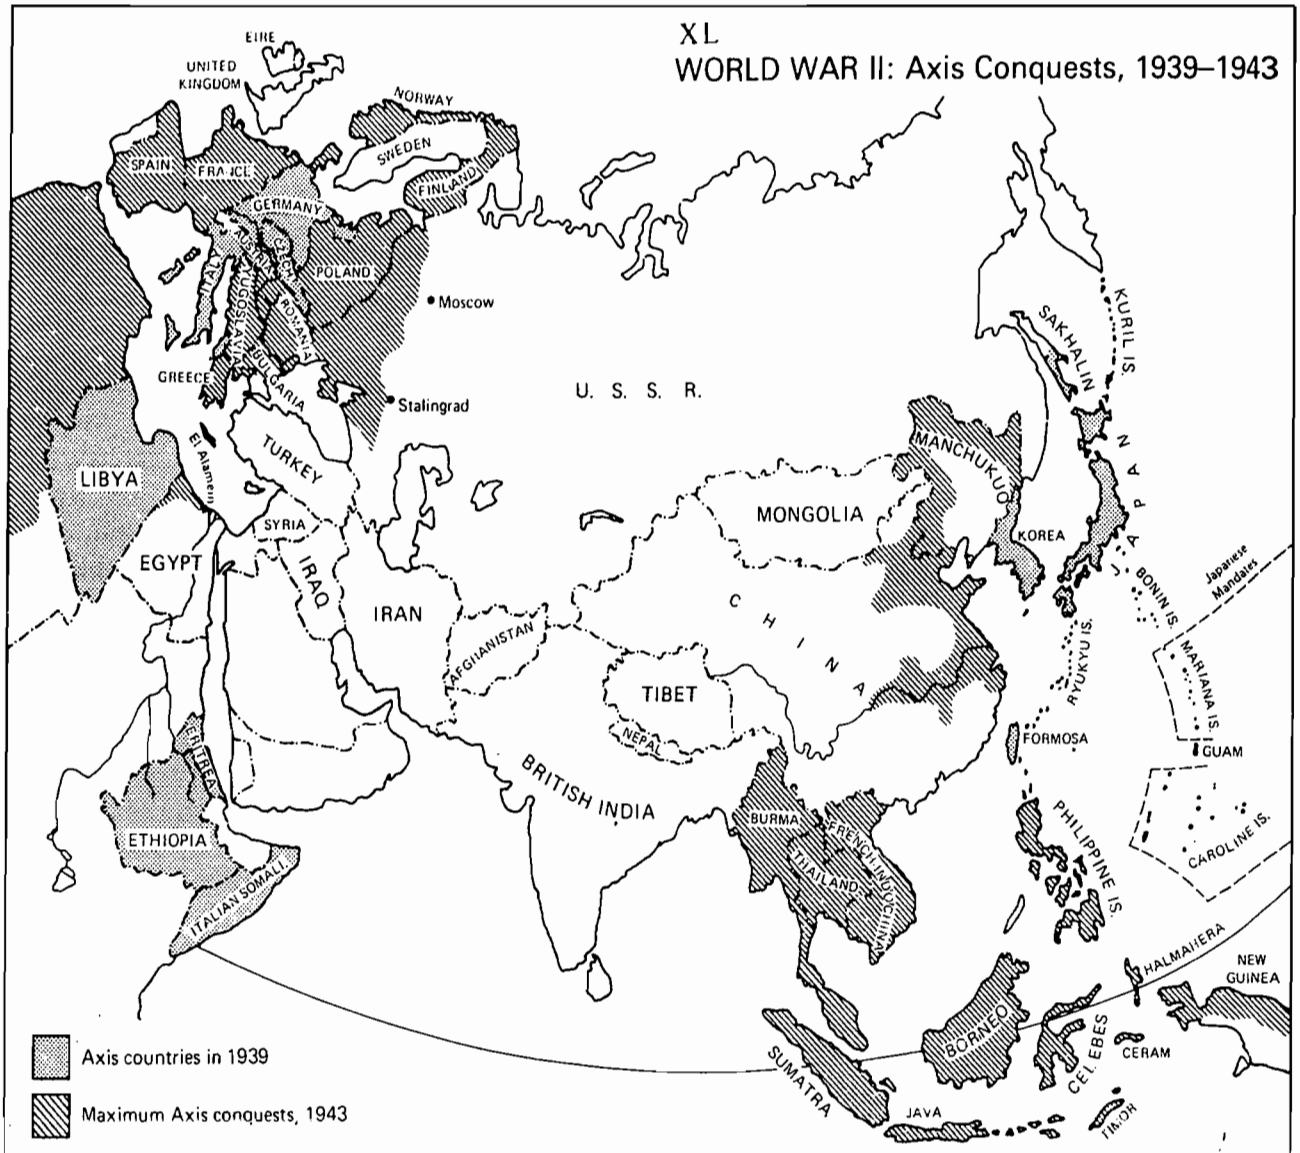 XL
WORLD WAR II: Axis Conquests, 1939–1943
EIRE
UNITED
KINGDOM
NORWAY
SWEDEN
FINLAND
SPAIN
FRANCE
GERMANY
AUSTRIA
CZECH
POLAND
ITALY
YUGOSLAVIA
ROMANIA
BULGARIA
GREECE
Moscow
Stalingrad
U. S. S. R.
TURKEY
El Alamein
LIBYA
EGYPT
SYRIA
IRAQ
IRAN
AFGHANISTAN
ERITREA
ETHIOPIA
ITALIAN SOMALI.
MONGOLIA
MANCHUKUO
CHINA
TIBET
NEPAL
BRITISH INDIA
BURMA
THAILAND
FRENCH INDOCHINA
KOREA
JAPAN
SAKHALIN
KURIL IS.
BONIN IS.
RYUKYU IS.
FORMOSA
Japanese
Mandates
MARIANA IS.
GUAM
CAROLINE IS.
PHILIPPINE IS.
HALMAHERA
NEW
GUINEA
BORNEO
CELEBES
CERAM
SUMATRA
JAVA
TIMOR
Axis countries in 1939
Maximum Axis conquests, 1943